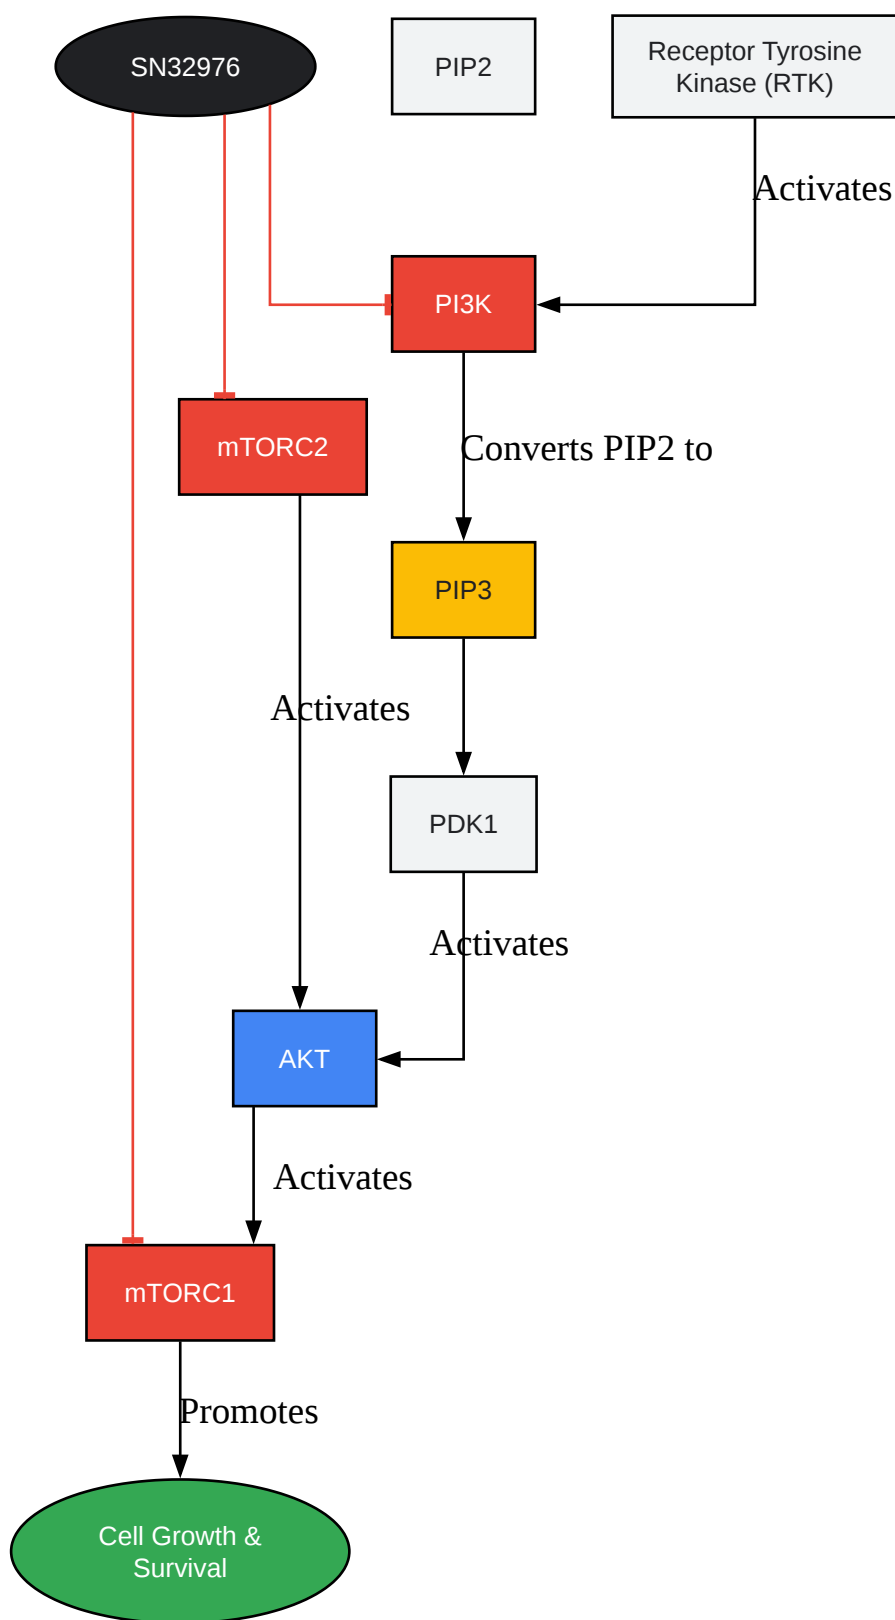 SN32976
PIP2
Receptor Tyrosine
Kinase (RTK)
Activates
PI3K
mTORC2
Converts PIP2 to
PIP3
Activates
PDK1
Activates
AKT
Activates
mTORC1
Promotes
Cell Growth &
Survival